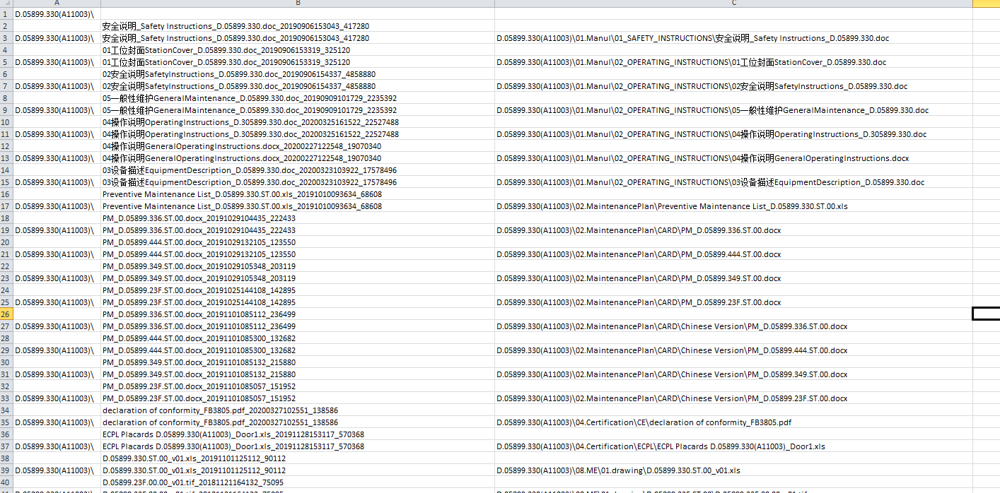 A B C
1 D.05899.330(A11003)\
2 安全说明_Safety Instructions_D.05899.330.doc_20190906153043_417280
3 D.05899.330(A11003)\ 安全说明_Safety Instructions_D.05899.330.doc_20190906153043_417280 D.05899.330(A11003)\01.Manul\01_SAFETY_INSTRUCTIONS\安全说明_Safety Instructions_D.05899.330.doc
4 01工位封面StationCover_D.05899.330.doc_20190906153319_325120
5 D.05899.330(A11003)\ 01工位封面StationCover_D.05899.330.doc_20190906153319_325120 D.05899.330(A11003)\01.Manul\02_OPERATING_INSTRUCTIONS\01工位封面StationCover_D.05899.330.doc
6 02安全说明SafetyInstructions_D.05899.330.doc_20190906154337_4858880
7 D.05899.330(A11003)\ 02安全说明SafetyInstructions_D.05899.330.doc_20190906154337_4858880 D.05899.330(A11003)\01.Manul\02_OPERATING_INSTRUCTIONS\02安全说明SafetyInstructions_D.05899.330.doc
8 05一般性维护GeneralMaintenance_D.05899.330.doc_20190909101729_2235392
9 D.05899.330(A11003)\ 05一般性维护GeneralMaintenance_D.05899.330.doc_20190909101729_2235392 D.05899.330(A11003)\01.Manul\02_OPERATING_INSTRUCTIONS\05一般性维护GeneralMaintenance_D.05899.330.doc
10 04操作说明OperatingInstructions_D.305899.330.doc_20200325161522_22527488
11 D.05899.330(A11003)\ 04操作说明OperatingInstructions_D.305899.330.doc_20200325161522_22527488 D.05899.330(A11003)\01.Manul\02_OPERATING_INSTRUCTIONS\04操作说明OperatingInstructions_D.305899.330.doc
12 04操作说明GeneralOperatingInstructions.docx_20200227122548_19070340
13 D.05899.330(A11003)\ 04操作说明GeneralOperatingInstructions.docx_20200227122548_19070340 D.05899.330(A11003)\01.Manul\02_OPERATING_INSTRUCTIONS\04操作说明GeneralOperatingInstructions.docx
14 03设备描述EquipmentDescription_D.05899.330.doc_20200323103922_17578496
15 D.05899.330(A11003)\ 03设备描述EquipmentDescription_D.05899.330.doc_20200323103922_17578496 D.05899.330(A11003)\01.Manul\02_OPERATING_INSTRUCTIONS\03设备描述EquipmentDescription_D.05899.330.doc
16 Preventive Maintenance List_D.05899.330.ST.00.xls_20191010093634_68608
17 D.05899.330(A11003)\ Preventive Maintenance List_D.05899.330.ST.00.xls_20191010093634_68608 D.05899.330(A11003)\02.MaintenancePlan\Preventive Maintenance List_D.05899.330.ST.00.xls
18 PM_D.05899.336.ST.00.docx_20191029104435_222433
19 D.05899.330(A11003)\ PM_D.05899.336.ST.00.docx_20191029104435_222433 D.05899.330(A11003)\02.MaintenancePlan\CARD\PM_D.05899.336.ST.00.docx
20 PM_D.05899.444.ST.00.docx_20191029132105_123550
21 D.05899.330(A11003)\ PM_D.05899.444.ST.00.docx_20191029132105_123550 D.05899.330(A11003)\02.MaintenancePlan\CARD\PM_D.05899.444.ST.00.docx
22 PM_D.05899.349.ST.00.docx_20191029105348_203119
23 D.05899.330(A11003)\ PM_D.05899.349.ST.00.docx_20191029105348_203119 D.05899.330(A11003)\02.MaintenancePlan\CARD\PM_D.05899.349.ST.00.docx
24 PM_D.05899.23F.ST.00.docx_20191025144108_142895
25 D.05899.330(A11003)\ PM_D.05899.23F.ST.00.docx_20191025144108_142895 D.05899.330(A11003)\02.MaintenancePlan\CARD\PM_D.05899.23F.ST.00.docx
26 PM_D.05899.336.ST.00.docx_20191101085112_236499
27 D.05899.330(A11003)\ PM_D.05899.336.ST.00.docx_20191101085112_236499 D.05899.330(A11003)\02.MaintenancePlan\CARD\Chinese Version\PM_D.05899.336.ST.00.docx
28 PM_D.05899.444.ST.00.docx_20191101085300_132682
29 D.05899.330(A11003)\ PM_D.05899.444.ST.00.docx_20191101085300_132682 D.05899.330(A11003)\02.MaintenancePlan\CARD\Chinese Version\PM_D.05899.444.ST.00.docx
30 PM_D.05899.349.ST.00.docx_20191101085132_215880
31 D.05899.330(A11003)\ PM_D.05899.349.ST.00.docx_20191101085132_215880 D.05899.330(A11003)\02.MaintenancePlan\CARD\Chinese Version\PM_D.05899.349.ST.00.docx
32 PM_D.05899.23F.ST.00.docx_20191101085057_151952
33 D.05899.330(A11003)\ PM_D.05899.23F.ST.00.docx_20191101085057_151952 D.05899.330(A11003)\02.MaintenancePlan\CARD\Chinese Version\PM_D.05899.23F.ST.00.docx
34 declaration of conformity_FB3805.pdf_20200327102551_138586
35 D.05899.330(A11003)\ declaration of conformity_FB3805.pdf_20200327102551_138586 D.05899.330(A11003)\04.Certification\CE\declaration of conformity_FB3805.pdf
36 ECPL Placards D.05899.330(A11003)_Door1.xls_20191128153117_570368
37 D.05899.330(A11003)\ ECPL Placards D.05899.330(A11003)_Door1.xls_20191128153117_570368 D.05899.330(A11003)\04.Certification\ECPL\ECPL Placards D.05899.330(A11003)_Door1.xls
38 D.05899.330.ST.00_v01.xls_20191101125112_90112
39 D.05899.330(A11003)\ D.05899.330.ST.00_v01.xls_20191101125112_90112 D.05899.330(A11003)\08.ME\01.drawing\D.05899.330.ST.00_v01.xls
40 D.05899.23F.00.00_v01.tif_20181121164132_75095